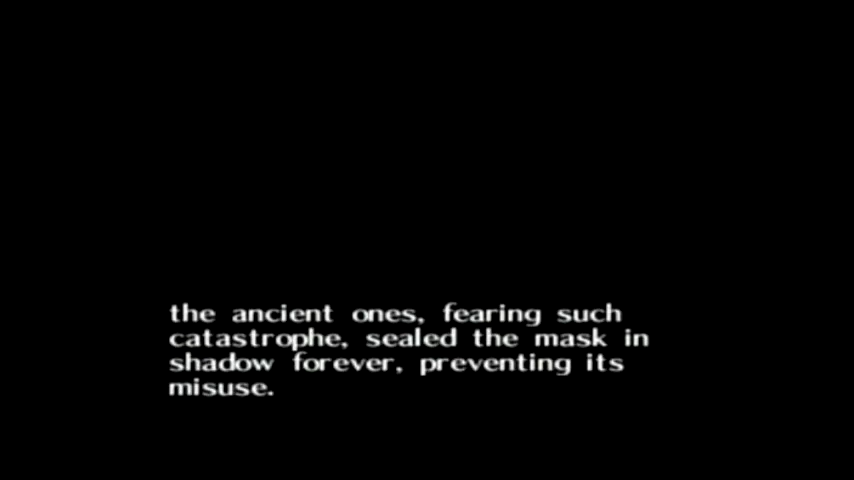 the ancient ones, fearing such
catastrophe, sealed the mask in
shadow forever, preventing its
misuse.